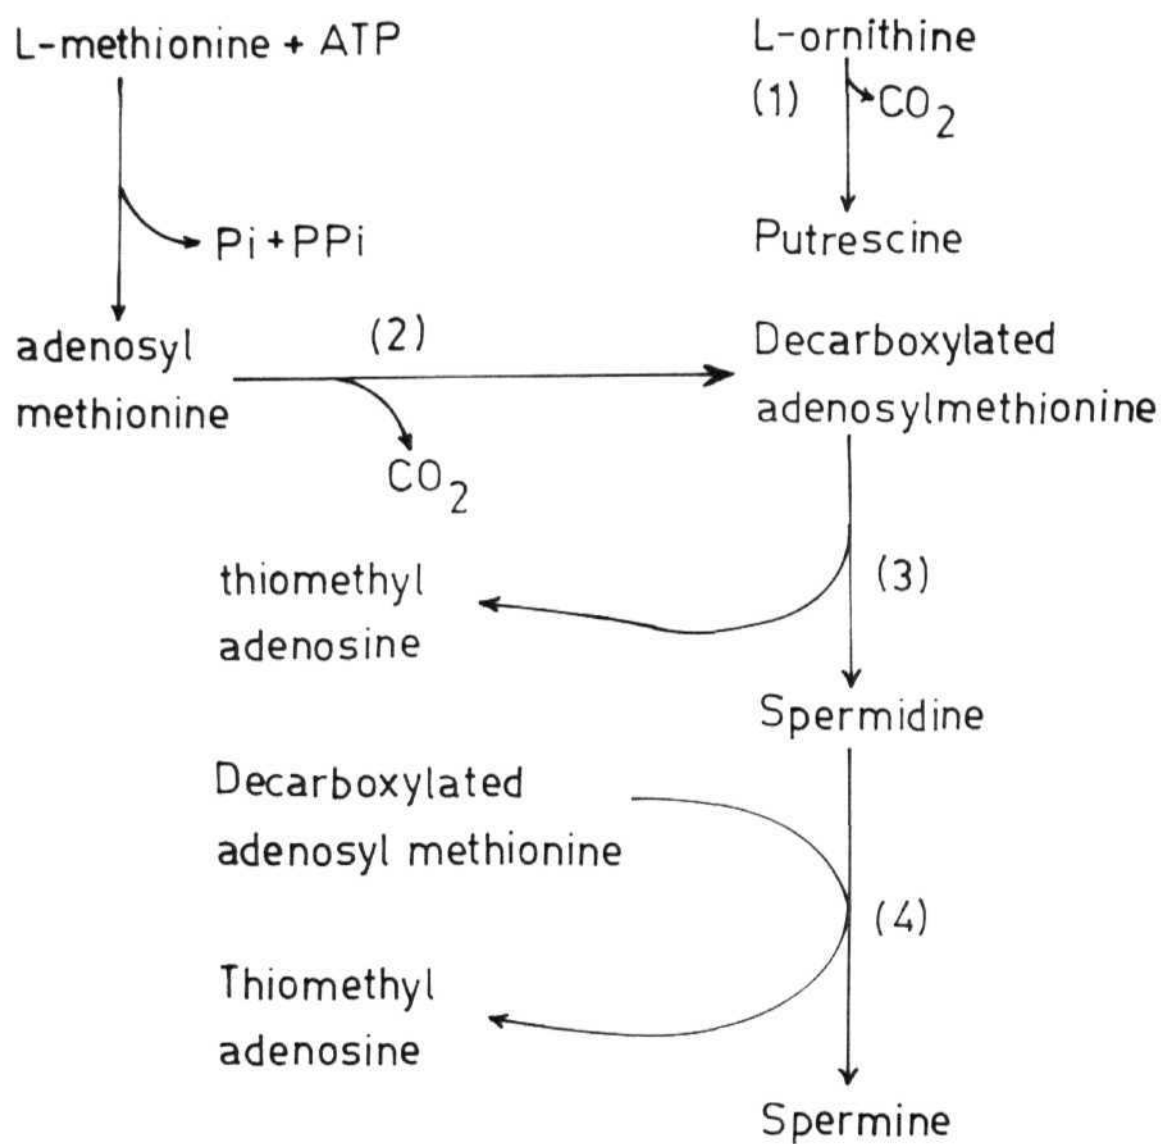 L-methionine + ATP
L-ornithine
(1)
CO2
Pi + PPi
Putrescine
adenosyl
methionine
(2)
CO2
Decarboxylated
adenosylmethionine
thiomethyl
adenosine
(3)
Spermidine
Decarboxylated
adenosyl methionine
(4)
Thiomethyl
adenosine
Spermine